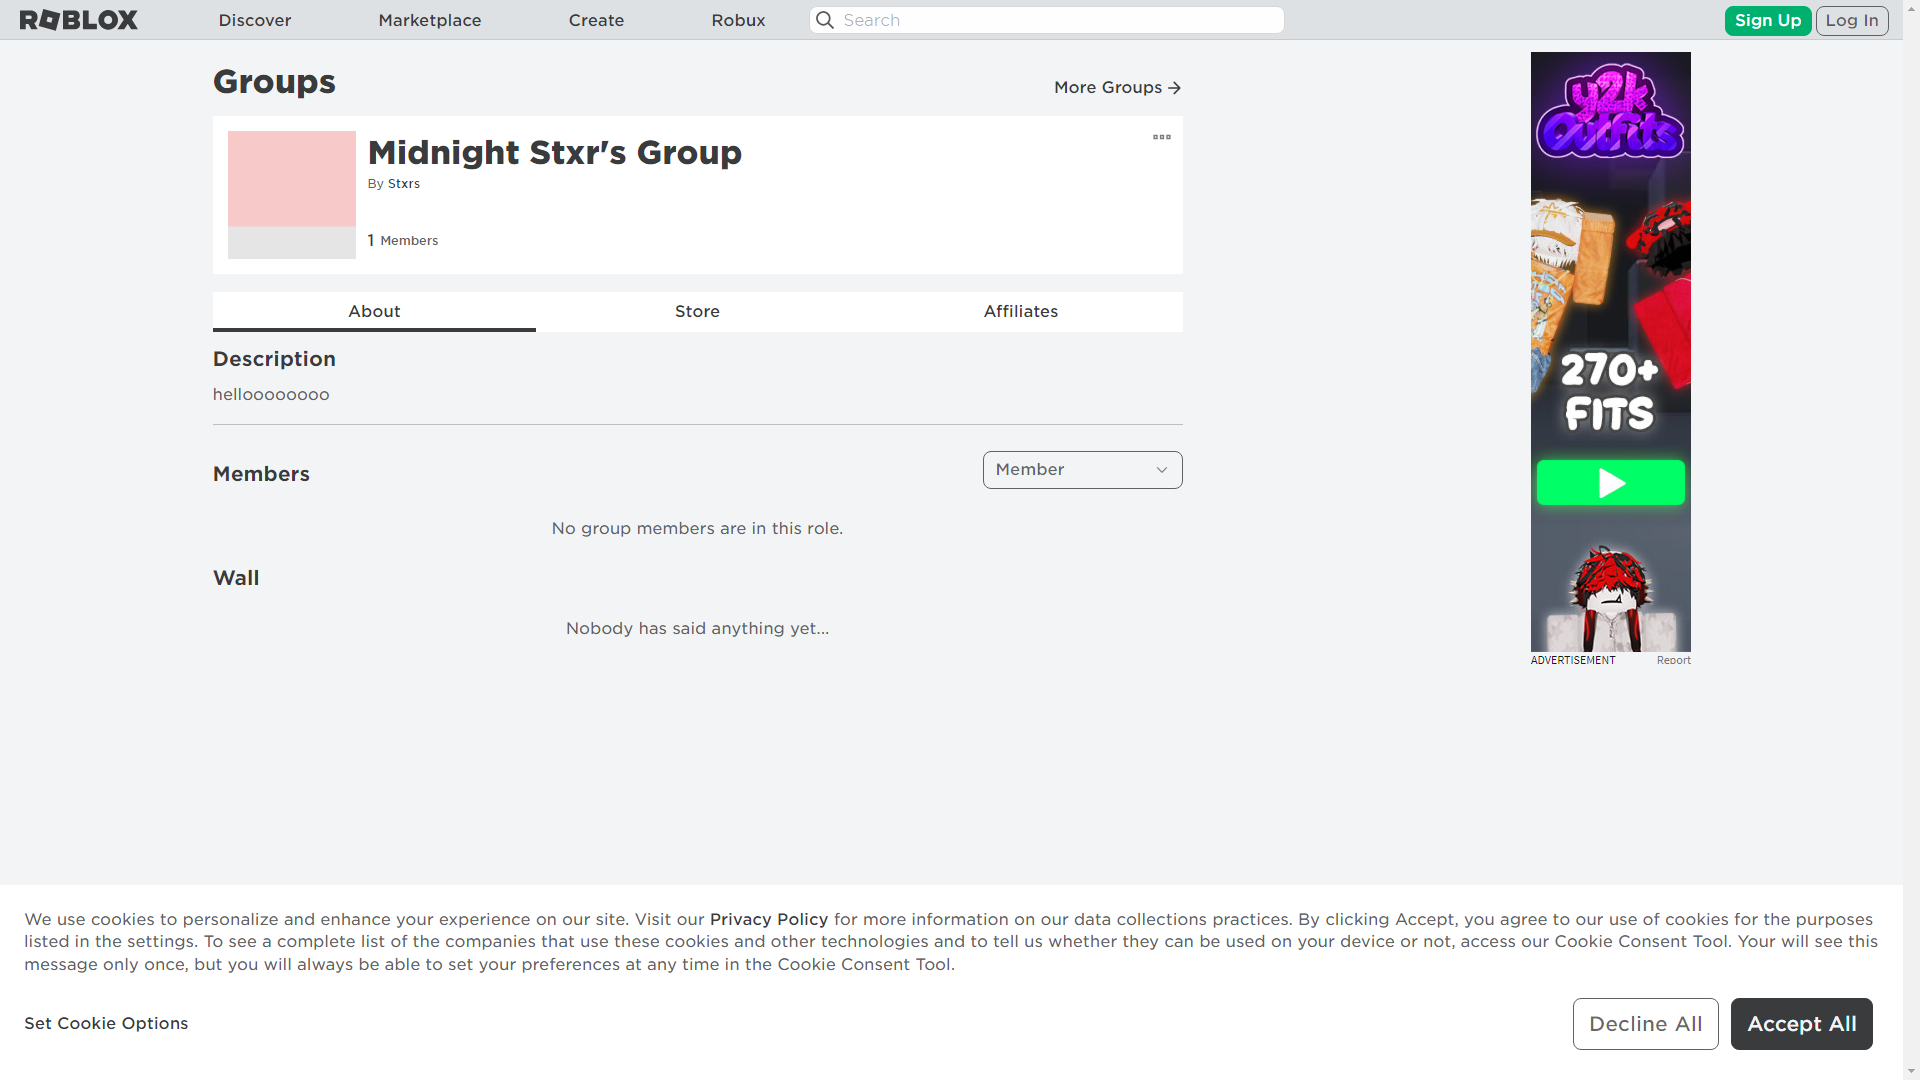 ROBLOX
Discover
Marketplace
Create
Robux
Search
Sign Up
Log In
Groups
More Groups
Midnight Stxr's Group
By Stxrs
1 Members
About
Store
Affiliates
Description
helloooooooo
Members
Member
No group members are in this role.
Wall
Nobody has said anything yet...
y2k
Outfits
270+
FITS
ADVERTISEMENT
Report
We use cookies to personalize and enhance your experience on our site. Visit our Privacy Policy for more information on our data collections practices. By clicking Accept, you agree to our use of cookies for the purposes
listed in the settings. To see a complete list of the companies that use these cookies and other technologies and to tell us whether they can be used on your device or not, access our Cookie Consent Tool. Your will see this
message only once, but you will always be able to set your preferences at any time in the Cookie Consent Tool.
Set Cookie Options
Decline All
Accept All